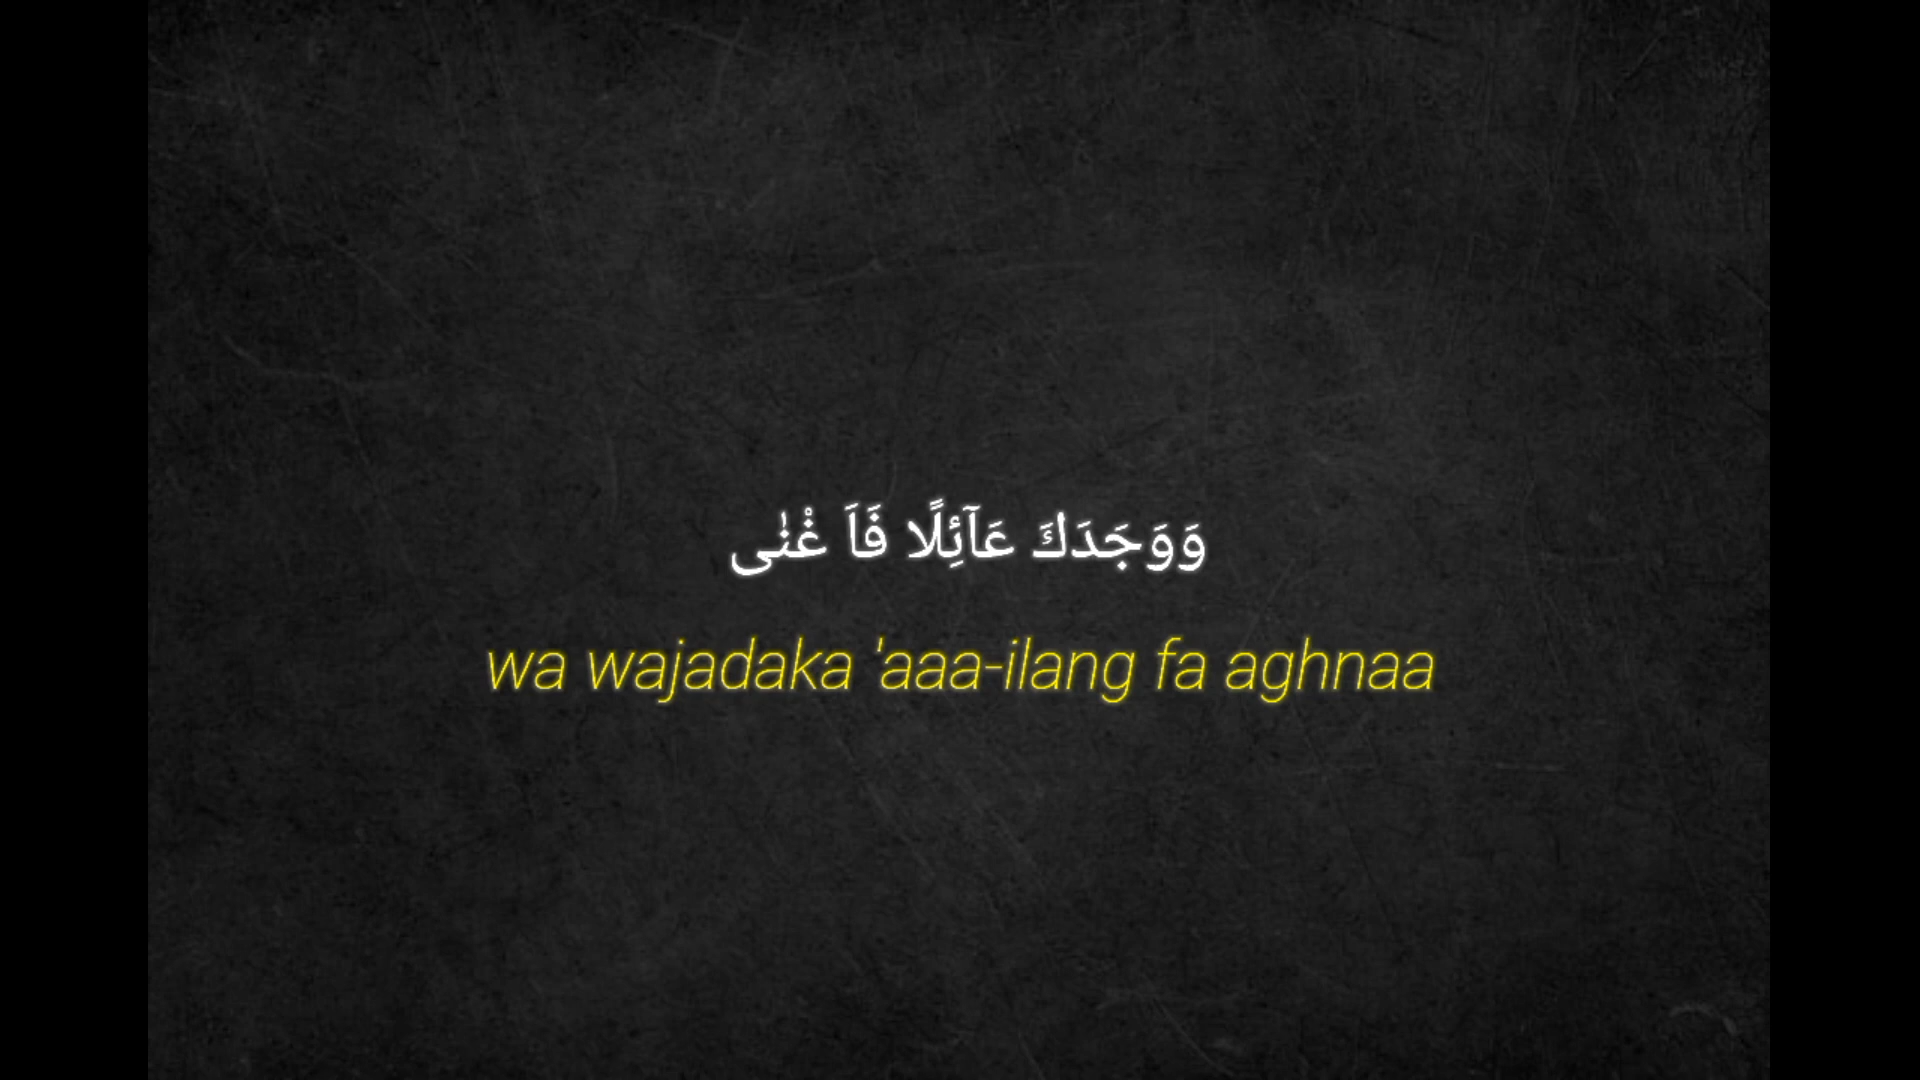 وَوَجَدَكَ عَآئِلًا فَاَ غْنٰى
wa wajadaka 'aaa-ilang fa aghnaa